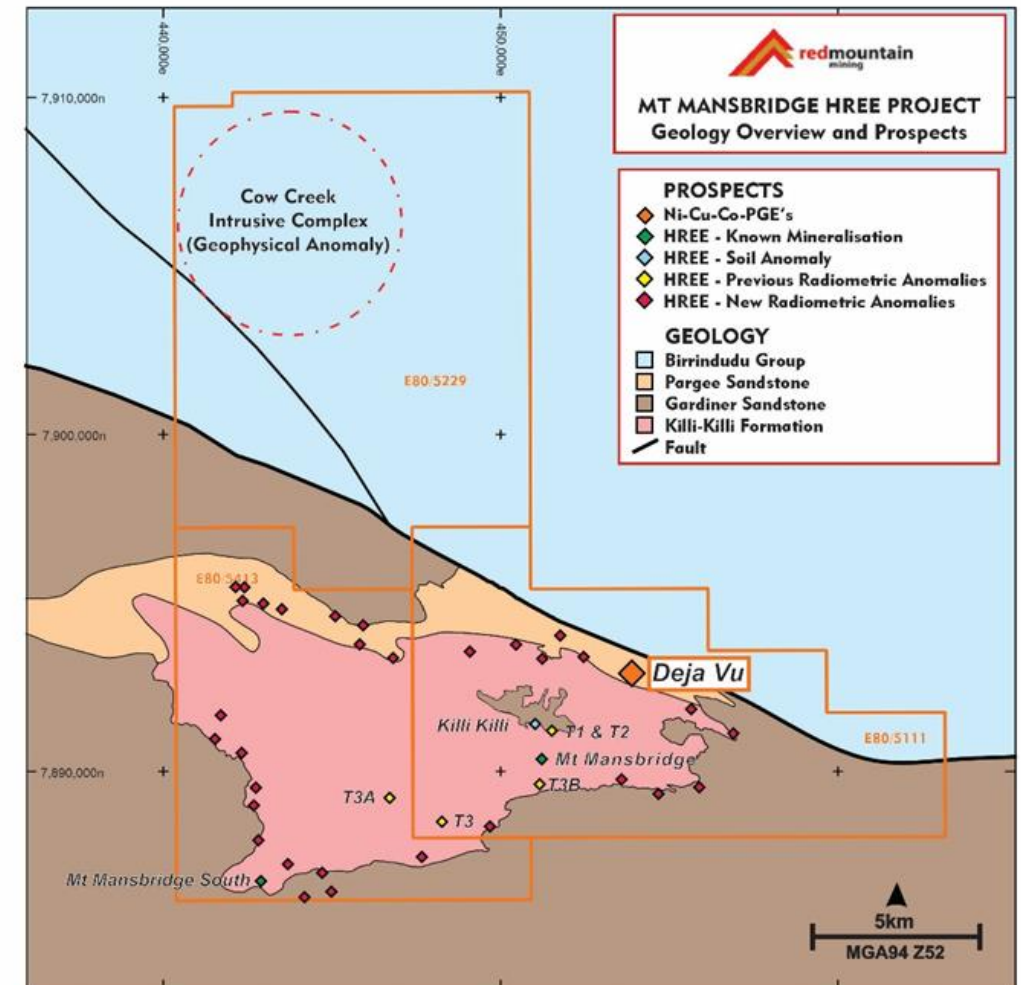 440,000e
450,000e
7,910,000n
7,900,000n
7,890,000n
redmountain
mining
MT MANSBRIDGE HREE PROJECT
Geology Overview and Prospects
PROSPECTS
Ni-Cu-Co-PGE's
HREE - Known Mineralisation
HREE - Soil Anomaly
HREE - Previous Radiometric Anomalies
HREE - New Radiometric Anomalies
GEOLOGY
Birrindudu Group
Pargee Sandstone
Gardiner Sandstone
Killi-Killi Formation
Fault
Cow Creek
Intrusive Complex
(Geophysical Anomaly)
E80/5229
E80/5413
Deja Vu
Killi Killi
T1 & T2
E80/5111
Mt Mansbridge
T3B
T3A
T3
Mt Mansbridge South
5km
MGA94 Z52